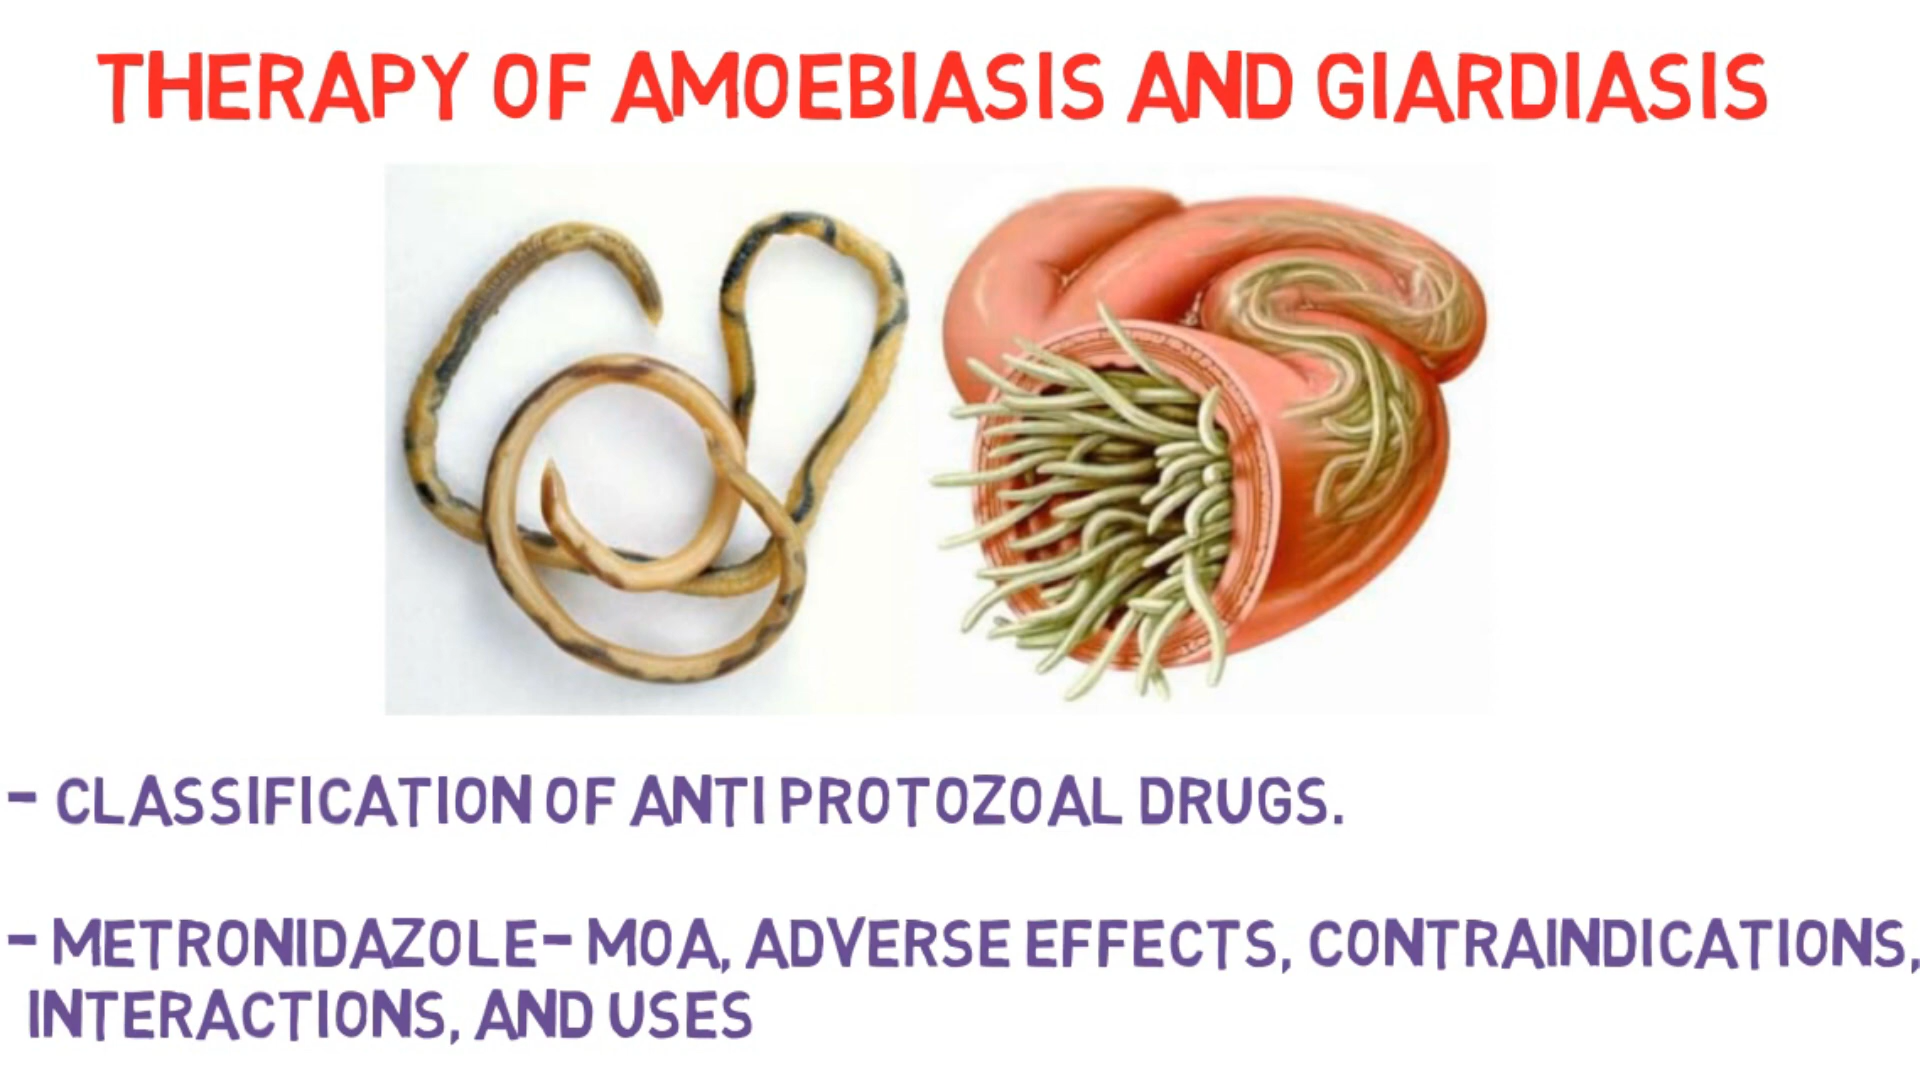 THERAPY OF AMOEBIASIS AND GIARDIASIS
- CLASSIFICATION OF ANTI PROTOZOAL DRUGS.
- METRONIDAZOLE- MOA, ADVERSE EFFECTS, CONTRAINDICATIONS,
INTERACTIONS, AND USES